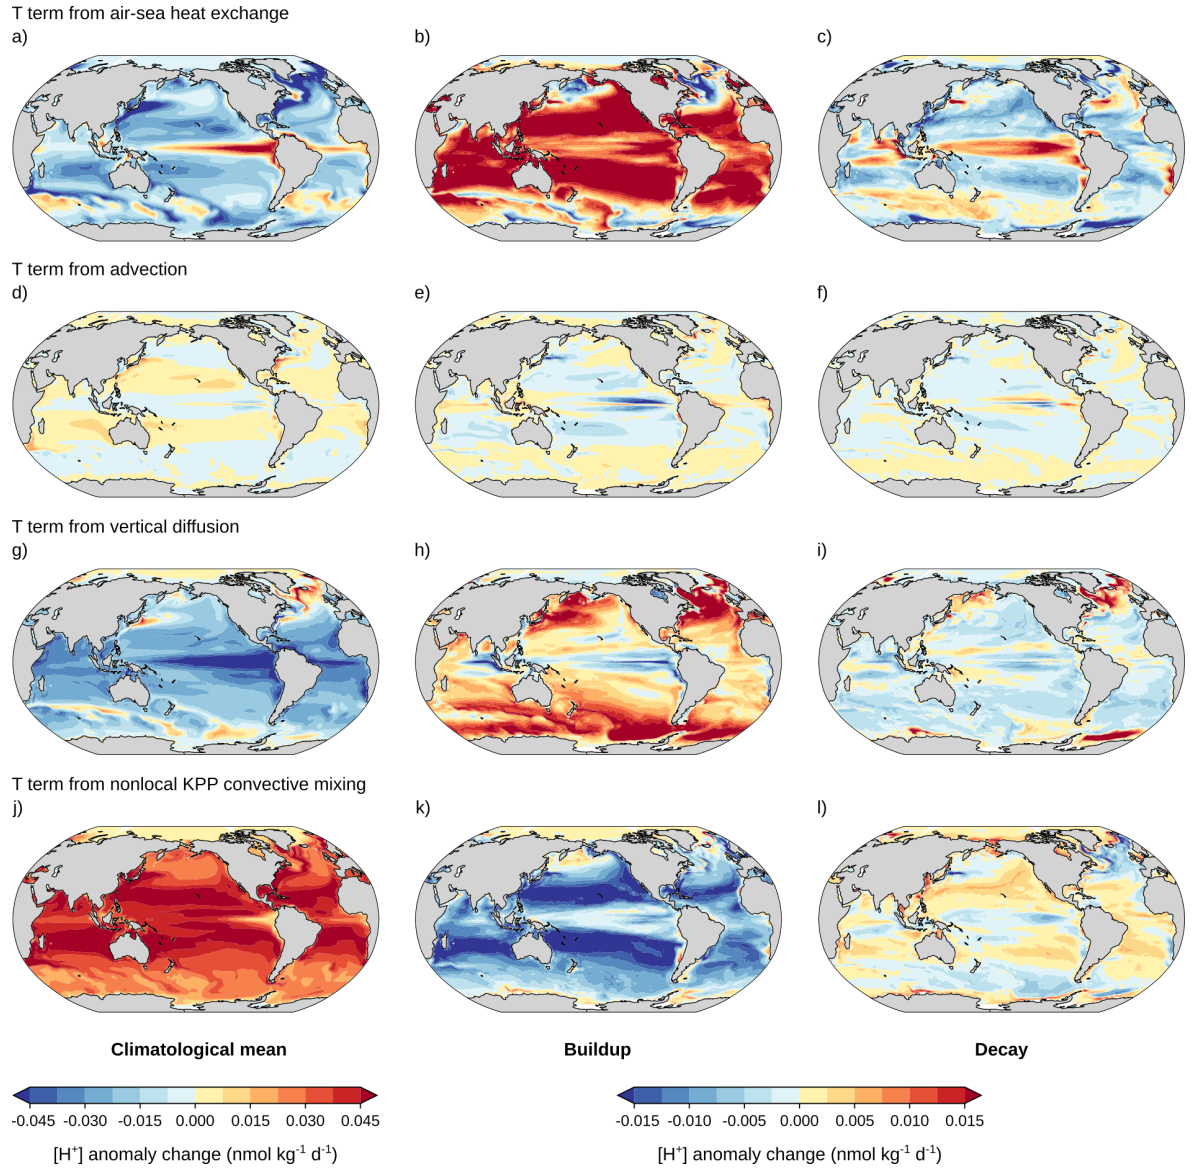 T term from air-sea heat exchange
a) b) c)
T term from advection
d) e) f)
T term from vertical diffusion
g) h) i)
T term from nonlocal KPP convective mixing
j) k) l)
Climatological mean Buildup Decay
-0.045 -0.030 -0.015 0.000 0.015 0.030 0.045 -0.015 -0.010 -0.005 0.000 0.005 0.010 0.015
[H⁺] anomaly change (nmol kg⁻¹ d⁻¹) [H⁺] anomaly change (nmol kg⁻¹ d⁻¹)